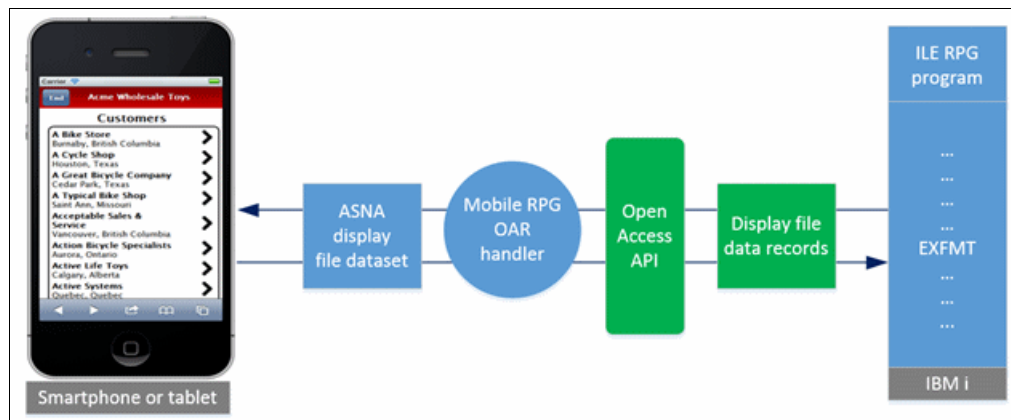 Carrier
End
Acme Wholesale Toys
Customers
A Bike Store
Burnaby, British Columbia
A Cycle Shop
Houston, Texas
A Great Bicycle Company
Cedar Park, Texas
A Typical Bike Shop
Saint Ann, Missouri
Acceptable Sales &
Service
Vancouver, British Columbia
Action Bicycle Specialists
Aurora, Ontario
Active Life Toys
Calgary, Alberta
Active Systems
Quebec, Quebec
Smartphone or tablet
ASNA
display
file dataset
Mobile RPG
OAR
handler
Open
Access
API
Display file
data records
ILE RPG
program
...
...
...
...
EXFMT
...
...
...
IBM i